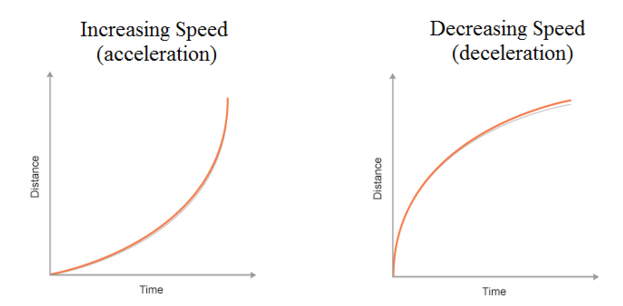 Increasing Speed
(acceleration)
Distance
Time
Decreasing Speed
(deceleration)
Distance
Time